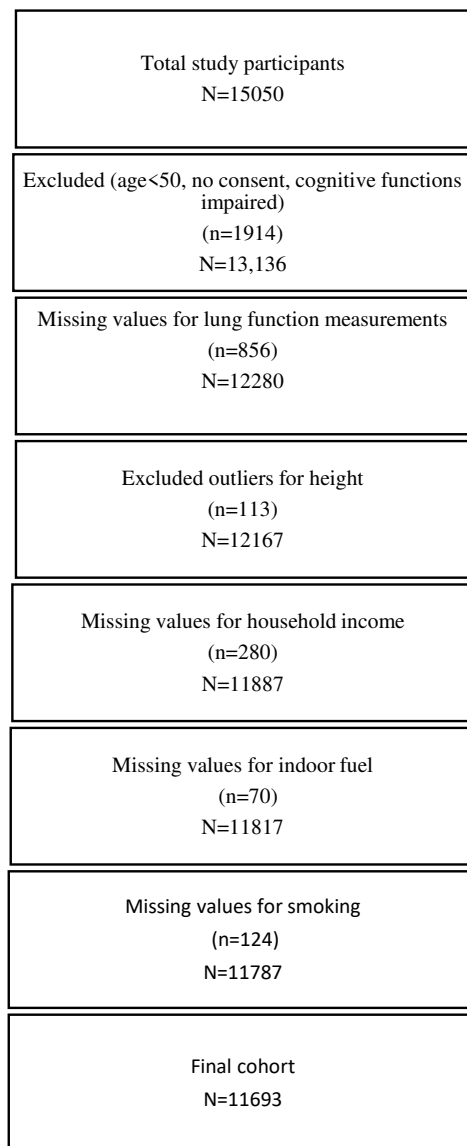 Total study participants
N=15050
Excluded (age<50, no consent, cognitive functions
impaired)
(n=1914)
N=13,136
Missing values for lung function measurements
(n=856)
N=12280
Excluded outliers for height
(n=113)
N=12167
Missing values for household income
(n=280)
N=11887
Missing values for indoor fuel
(n=70)
N=11817
Missing values for smoking
(n=124)
N=11787
Final cohort
N=11693